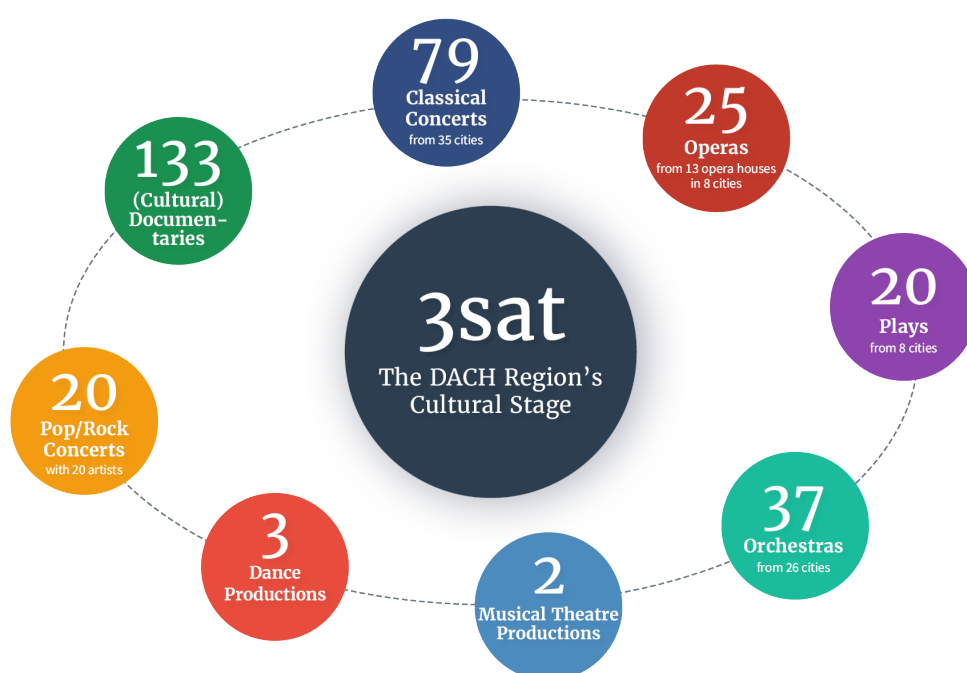 79
Classical
Concerts
from 35 cities
25
Operas
from 13 opera houses
in 8 cities
133
(Cultural)
Documen-
taries
20
Plays
from 8 cities
3sat
The DACH Region’s
Cultural Stage
20
Pop/Rock
Concerts
with 20 artists
37
Orchestras
from 26 cities
3
Dance
Productions
2
Musical Theatre
Productions